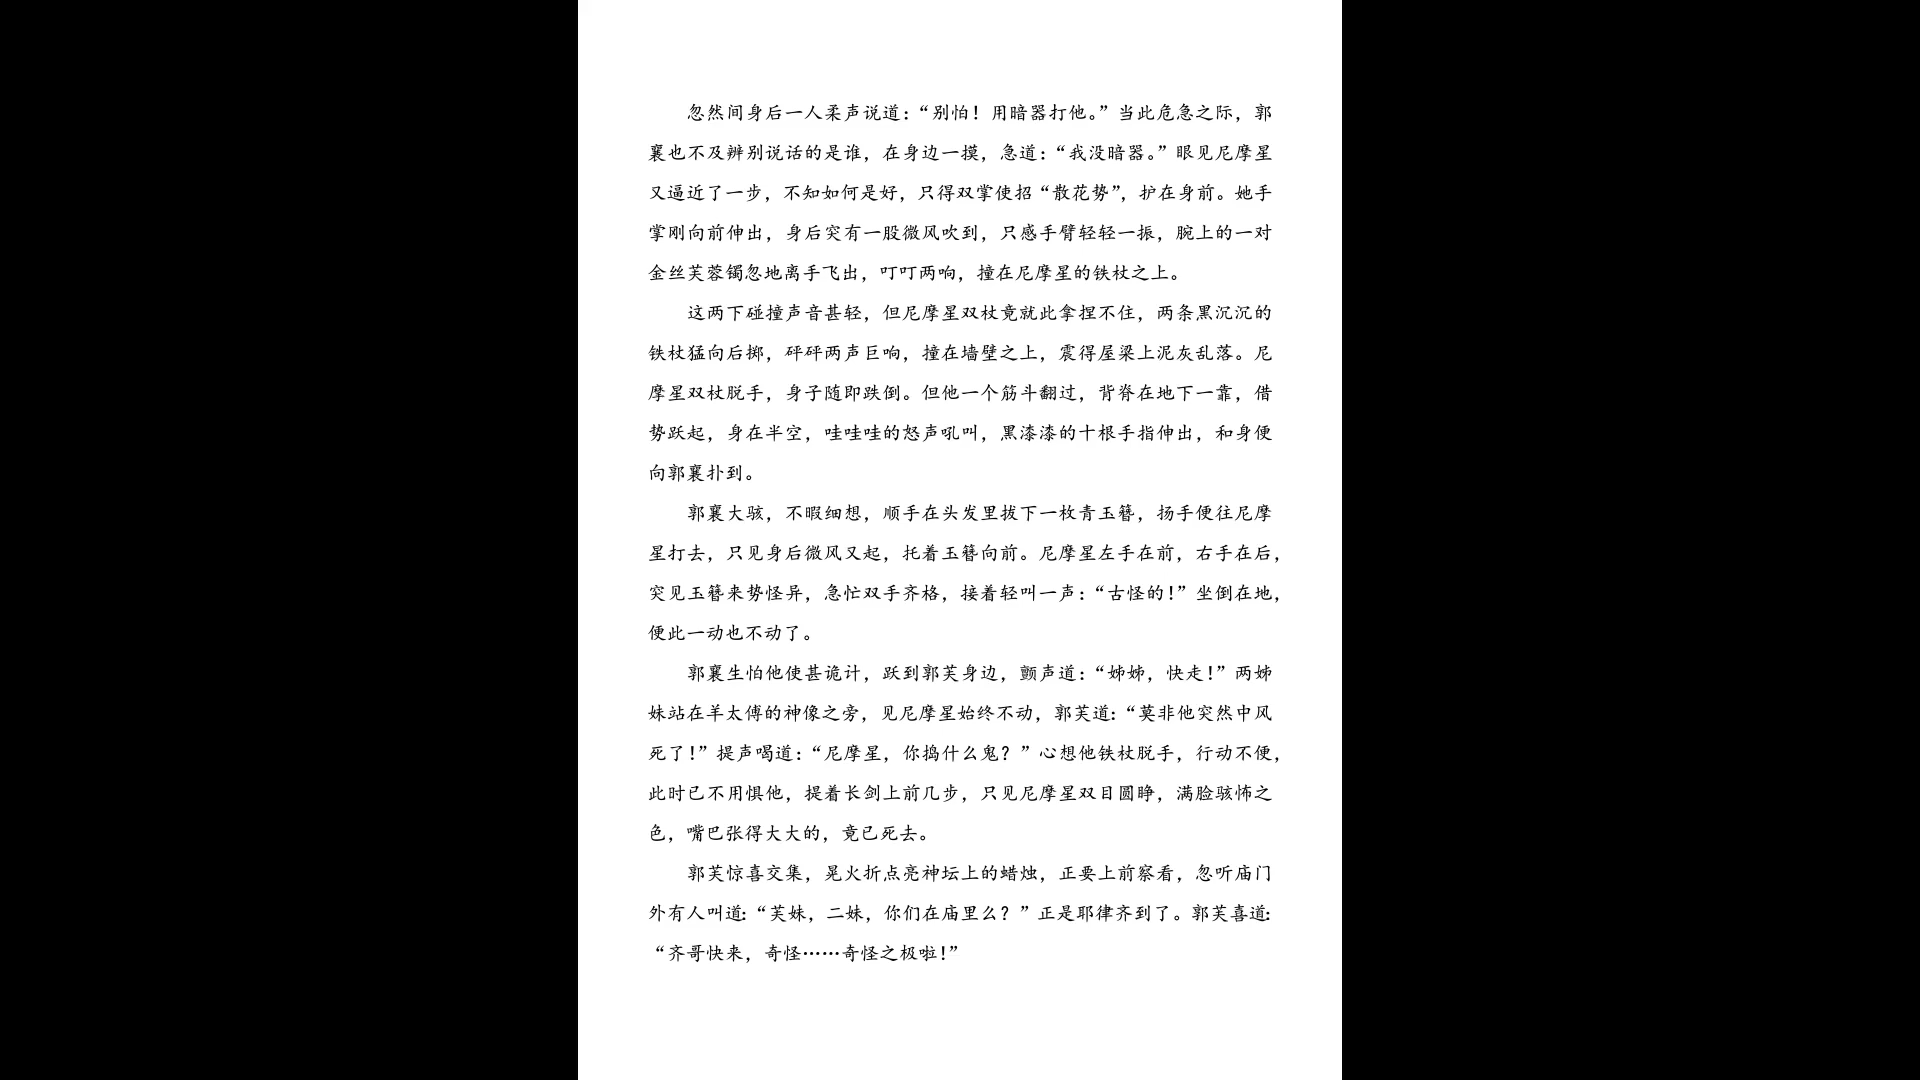 忽然间身后一人柔声说道：“别怕！用暗器打他。”当此危急之际，郭
襄也不及辨别说话的是谁，在身边一摸，急道：“我没暗器。”眼见尼摩星
又逼近了一步，不知如何是好，只得双掌使招“散花势”，护在身前。她手
掌刚向前伸出，身后突有一股微风吹到，只感手臂轻轻一振，腕上的一对
金丝芙蓉镯忽地离手飞出，叮叮两响，撞在尼摩星的铁杖之上。
这两下碰撞声音甚轻，但尼摩星双杖竟就此拿捏不住，两条黑沉沉的
铁杖猛向后掷，砰砰两声巨响，撞在墙壁之上，震得屋梁上泥灰乱落。尼
摩星双杖脱手，身子随即跌倒。但他一个筋斗翻过，背脊在地下一靠，借
势跃起，身在半空，哇哇哇的怒声吼叫，黑漆漆的十根手指伸出，和身便
向郭襄扑到。
郭襄大骇，不暇细想，顺手在头发里拔下一枚青玉簪，扬手便往尼摩
星打去，只见身后微风又起，托着玉簪向前。尼摩星左手在前，右手在后，
突见玉簪来势怪异，急忙双手齐格，接着轻叫一声：“古怪的！”坐倒在地，
便此一动也不动了。
郭襄生怕他使甚诡计，跃到郭芙身边，颤声道：“姊姊，快走！”两姊
妹站在羊太傅的神像之旁，见尼摩星始终不动，郭芙道：“莫非他突然中风
死了！”提声喝道：“尼摩星，你捣什么鬼？”心想他铁杖脱手，行动不便，
此时已不用惧他，提着长剑上前几步，只见尼摩星双目圆睁，满脸骇怖之
色，嘴巴张得大大的，竟已死去。
郭芙惊喜交集，晃火折点亮神坛上的蜡烛，正要上前察看，忽听庙门
外有人叫道：“芙妹，二妹，你们在庙里么？”正是耶律齐到了。郭芙喜道：
“齐哥快来，奇怪……奇怪之极啦！”